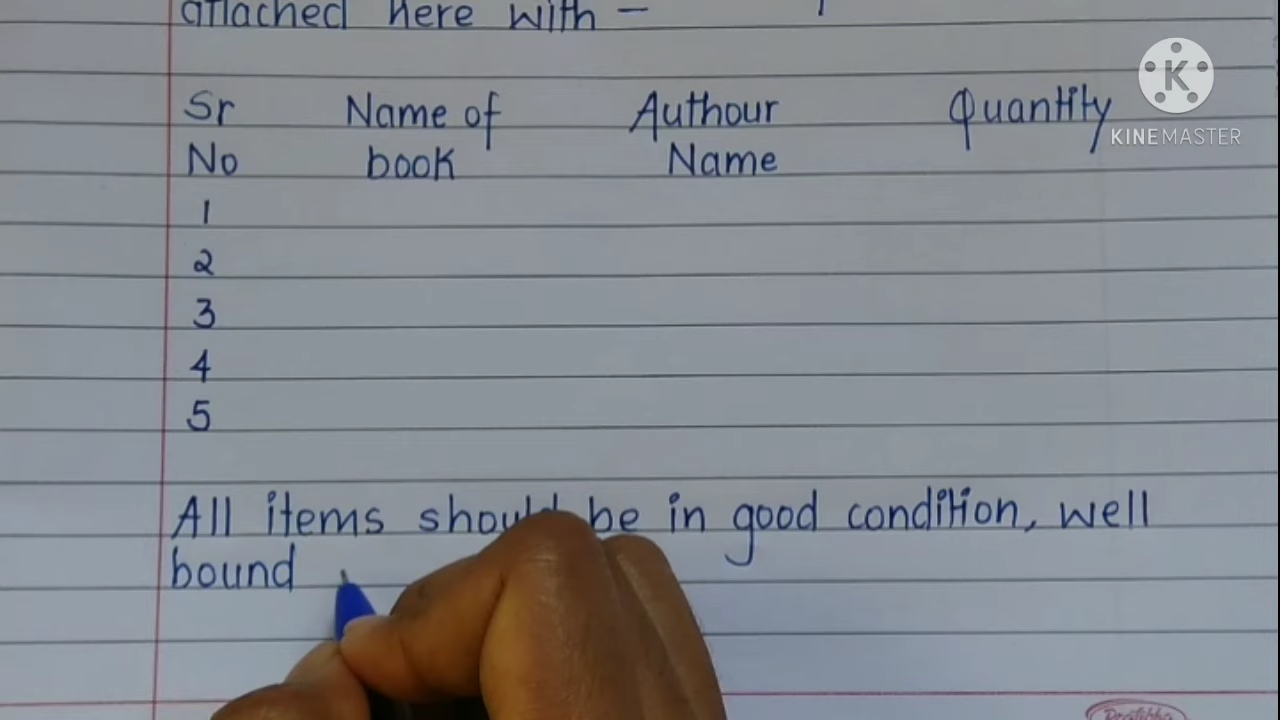 attached here with –
Sr Name of Authour Quantity
No book Name
1
2
3
4
5
All items should be in good condition, well
bound
K
KINEMASTER